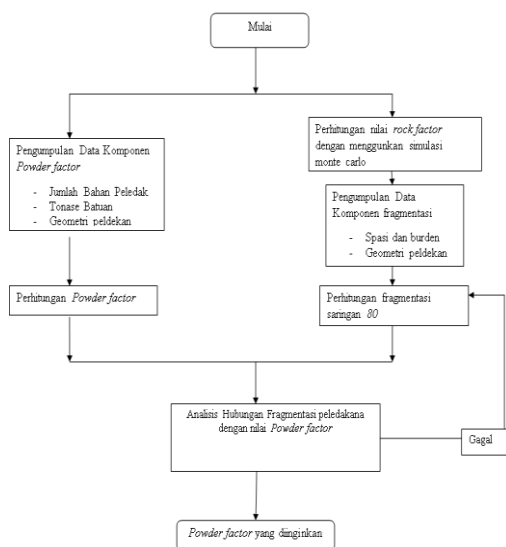 Mulai
Pengumpulan Data Komponen
Powder factor
- Jumlah Bahan Peledak
- Tonase Batuan
- Geometri peldekan
Perhitungan Powder factor
Perhitungan nilai rock factor
dengan menggunkan simulasi
monte carlo
Pengumpulan Data
Komponen fragmentasi
- Spasi dan burden
- Geometri peldekan
Perhitungan fragmentasi
saringan 80
Analisis Hubungan Fragmentasi peledakana
dengan nilai Powder factor
Gagal
Powder factor yang diinginkan